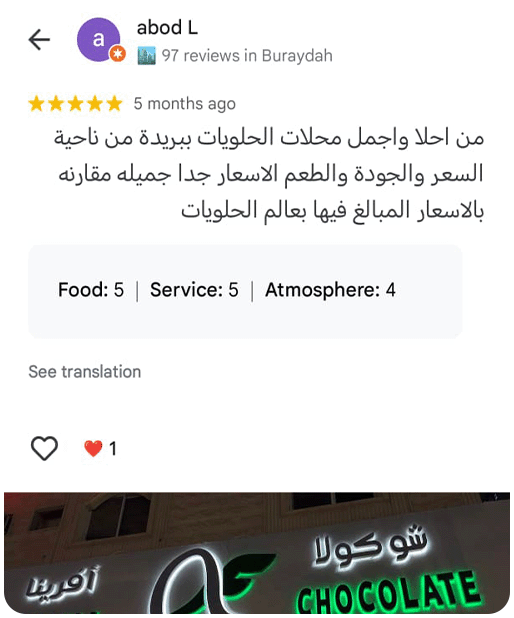 abod L
97 reviews in Buraydah
5 months ago
من احلا واجمل محلات الحلويات ببريدة من ناحية
السعر والجودة والطعم الاسعار جدا جميله مقارنه
بالاسعار المبالغ فيها بعالم الحلويات
Food: 5 | Service: 5 | Atmosphere: 4
See translation
1
شوكولا
أفرينا
CHOCOLATE